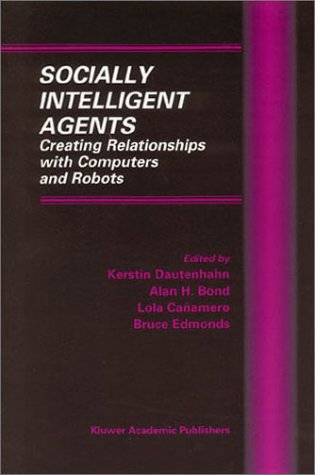 SOCIALLY
INTELLIGENT
AGENTS
Creating Relationships
with Computers
and Robots
Edited by
Kerstin Dautenhahn
Alan H. Bond
Lola Cañamero
Bruce Edmonds
Kluwer Academic Publishers